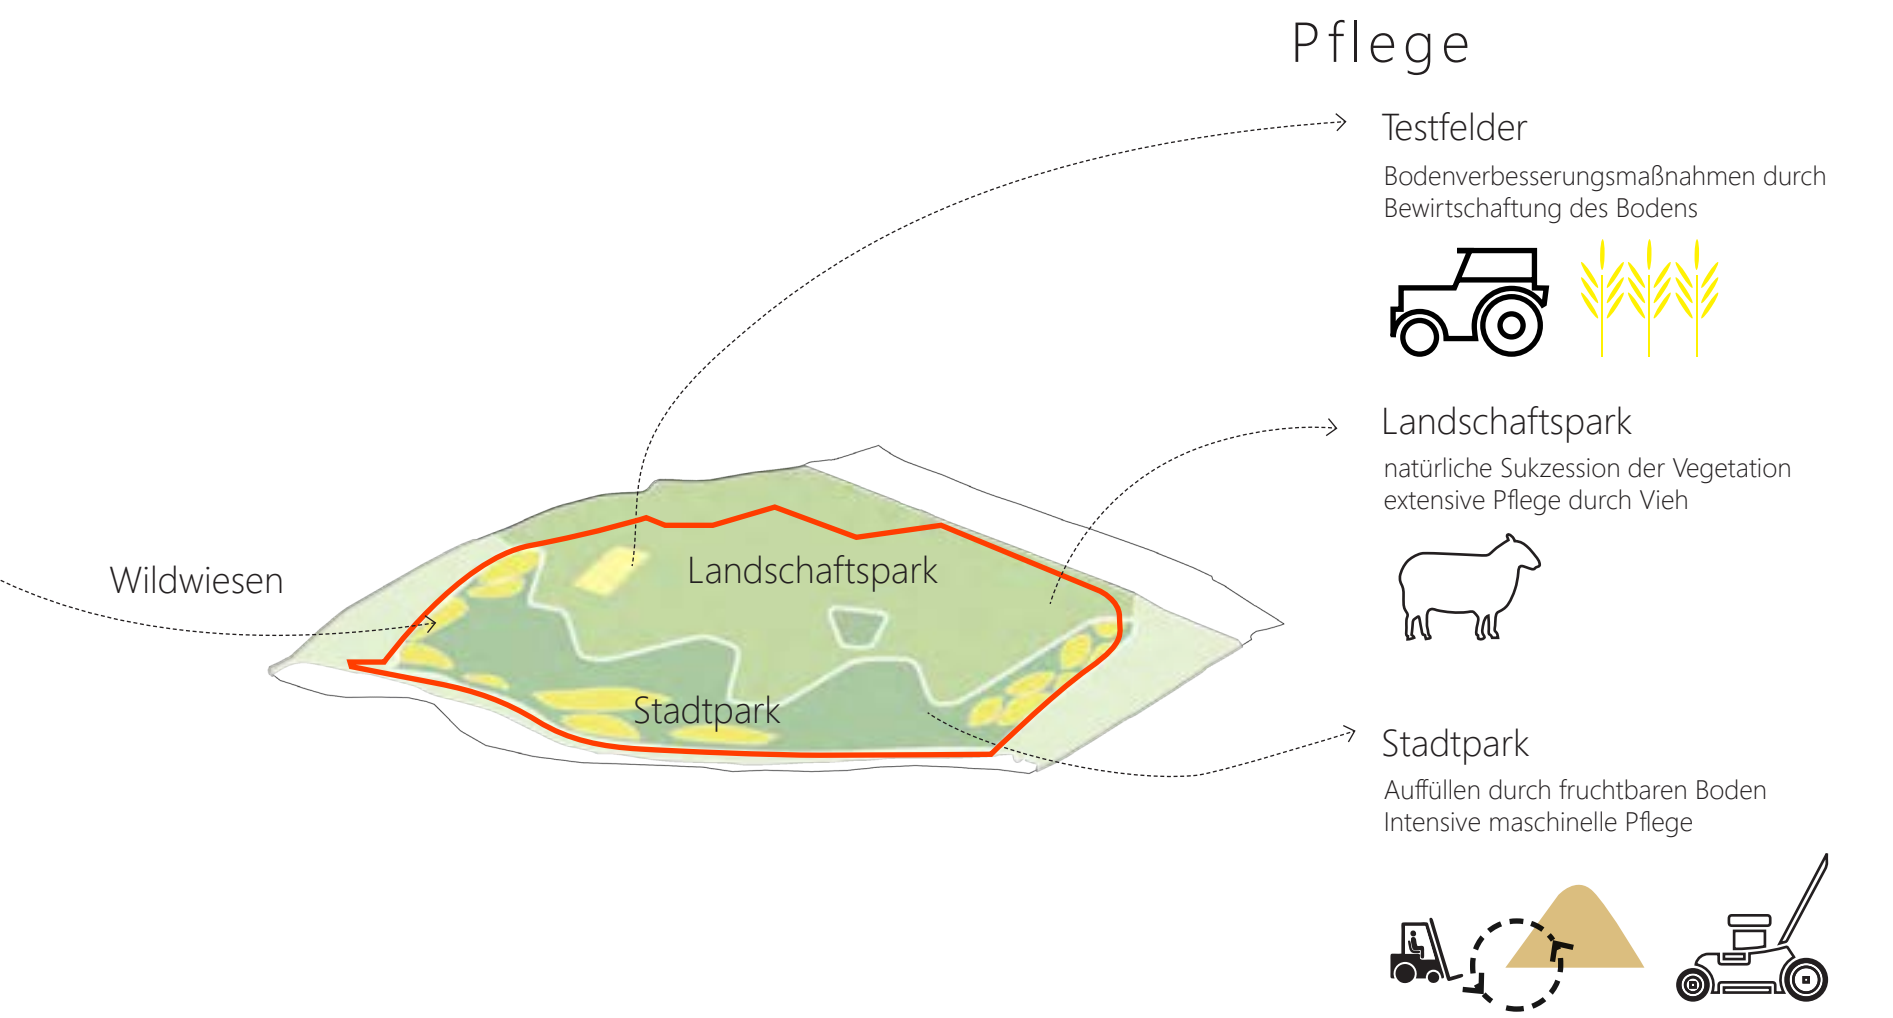 Pflege
Testfelder
Bodenverbesserungsmaßnahmen durch
Bewirtschaftung des Bodens
Landschaftspark
natürliche Sukzession der Vegetation
extensive Pflege durch Vieh
Wildwiesen
Landschaftspark
Stadtpark
Stadtpark
Auffüllen durch fruchtbaren Boden
Intensive maschinelle Pflege